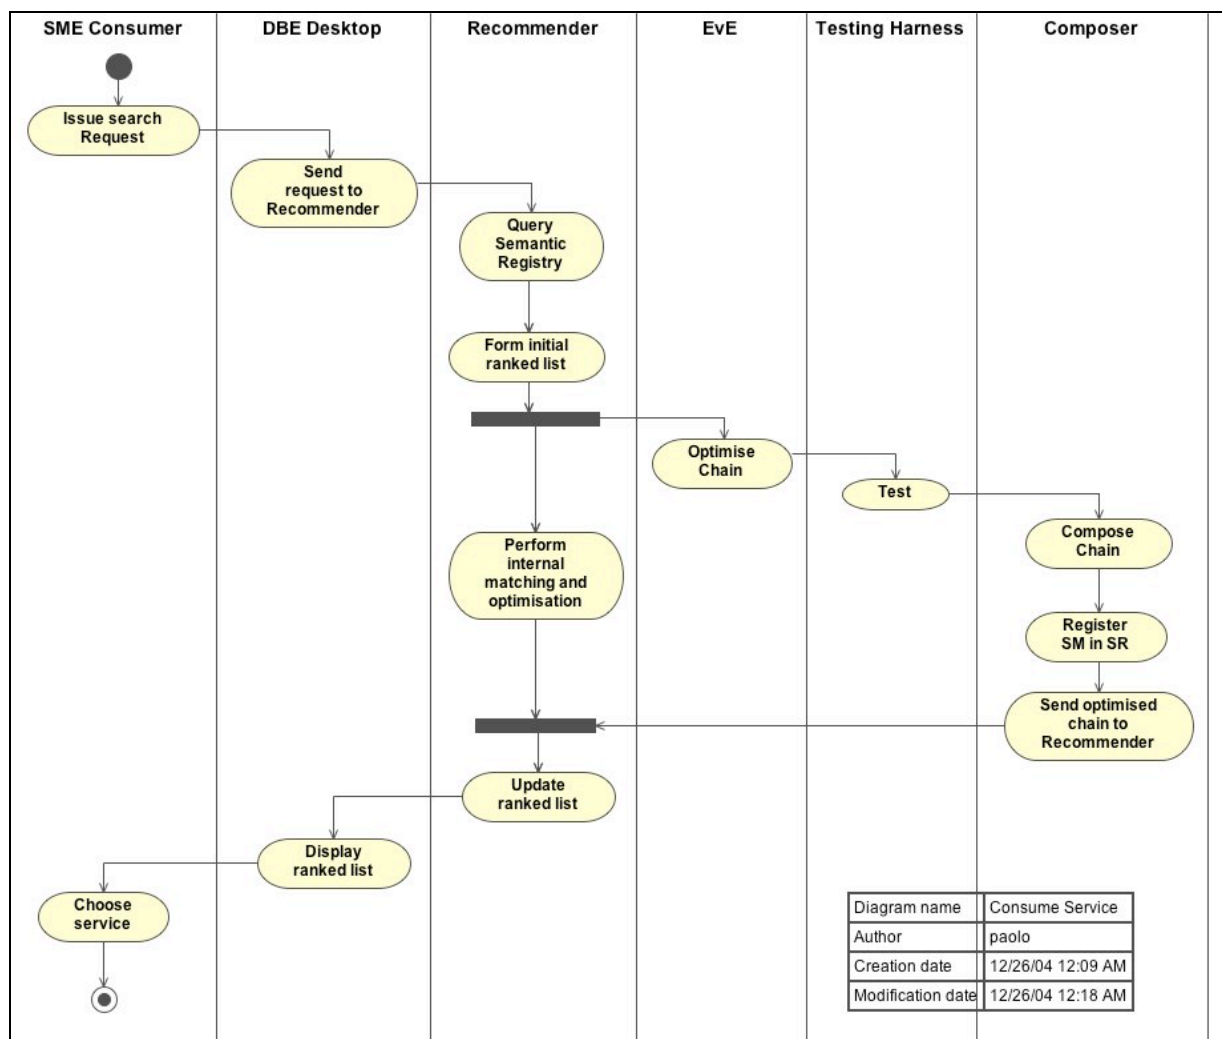 SME Consumer
DBE Desktop
Recommender
EvE
Testing Harness
Composer
Issue search
Request
Send
request to
Recommender
Query
Semantic
Registry
Form initial
ranked list
Optimise
Chain
Test
Compose
Chain
Perform
internal
matching and
optimisation
Register
SM in SR
Send optimised
chain to
Recommender
Update
ranked list
Display
ranked list
Choose
service
Diagram name Consume Service
Author paolo
Creation date 12/26/04 12:09 AM
Modification date 12/26/04 12:18 AM